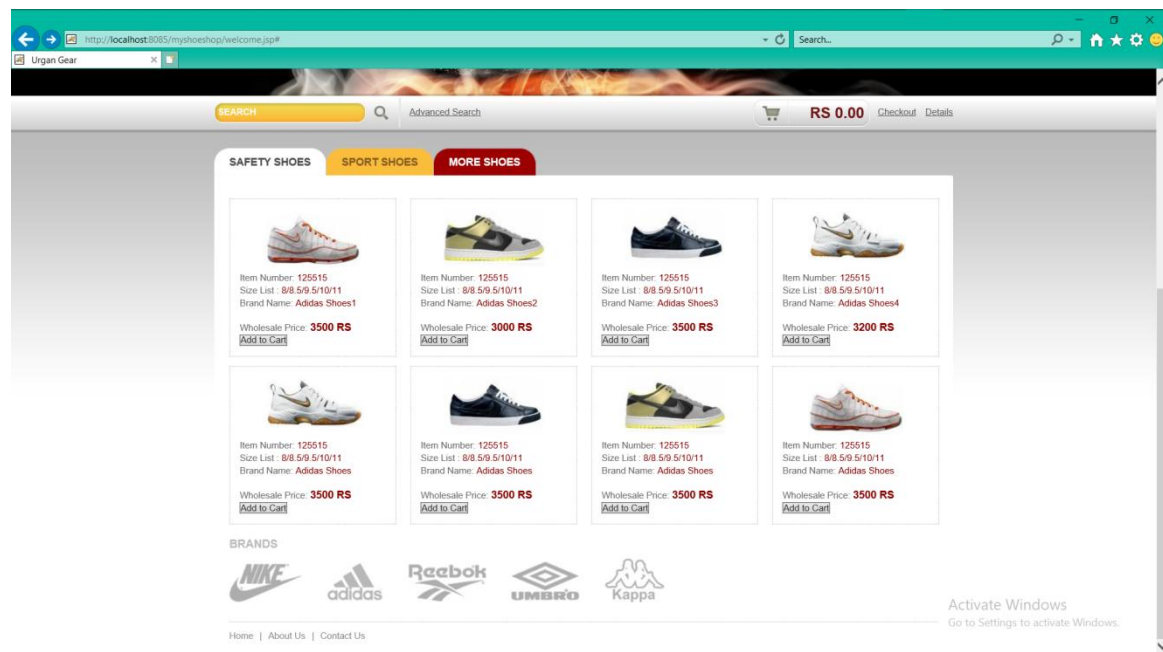 http://localhost:8085/myshoeshop/welcome.jsp#
Search...
Urgan Gear
SEARCH
Advanced Search
RS 0.00 Checkout Details
SAFETY SHOES SPORT SHOES MORE SHOES
Item Number: 125515
Size List : 8/8.5/9.5/10/11
Brand Name: Adidas Shoes1
Wholesale Price: 3500 RS
Add to Cart
Item Number: 125515
Size List : 8/8.5/9.5/10/11
Brand Name: Adidas Shoes2
Wholesale Price: 3000 RS
Add to Cart
Item Number: 125515
Size List : 8/8.5/9.5/10/11
Brand Name: Adidas Shoes3
Wholesale Price: 3500 RS
Add to Cart
Item Number: 125515
Size List : 8/8.5/9.5/10/11
Brand Name: Adidas Shoes4
Wholesale Price: 3200 RS
Add to Cart
Item Number: 125515
Size List : 8/8.5/9.5/10/11
Brand Name: Adidas Shoes
Wholesale Price: 3500 RS
Add to Cart
Item Number: 125515
Size List : 8/8.5/9.5/10/11
Brand Name: Adidas Shoes
Wholesale Price: 3500 RS
Add to Cart
Item Number: 125515
Size List : 8/8.5/9.5/10/11
Brand Name: Adidas Shoes
Wholesale Price: 3500 RS
Add to Cart
Item Number: 125515
Size List : 8/8.5/9.5/10/11
Brand Name: Adidas Shoes
Wholesale Price: 3500 RS
Add to Cart
BRANDS
NIKE adidas Reebok UMBRO Kappa
Activate Windows
Go to Settings to activate Windows.
Home | About Us | Contact Us